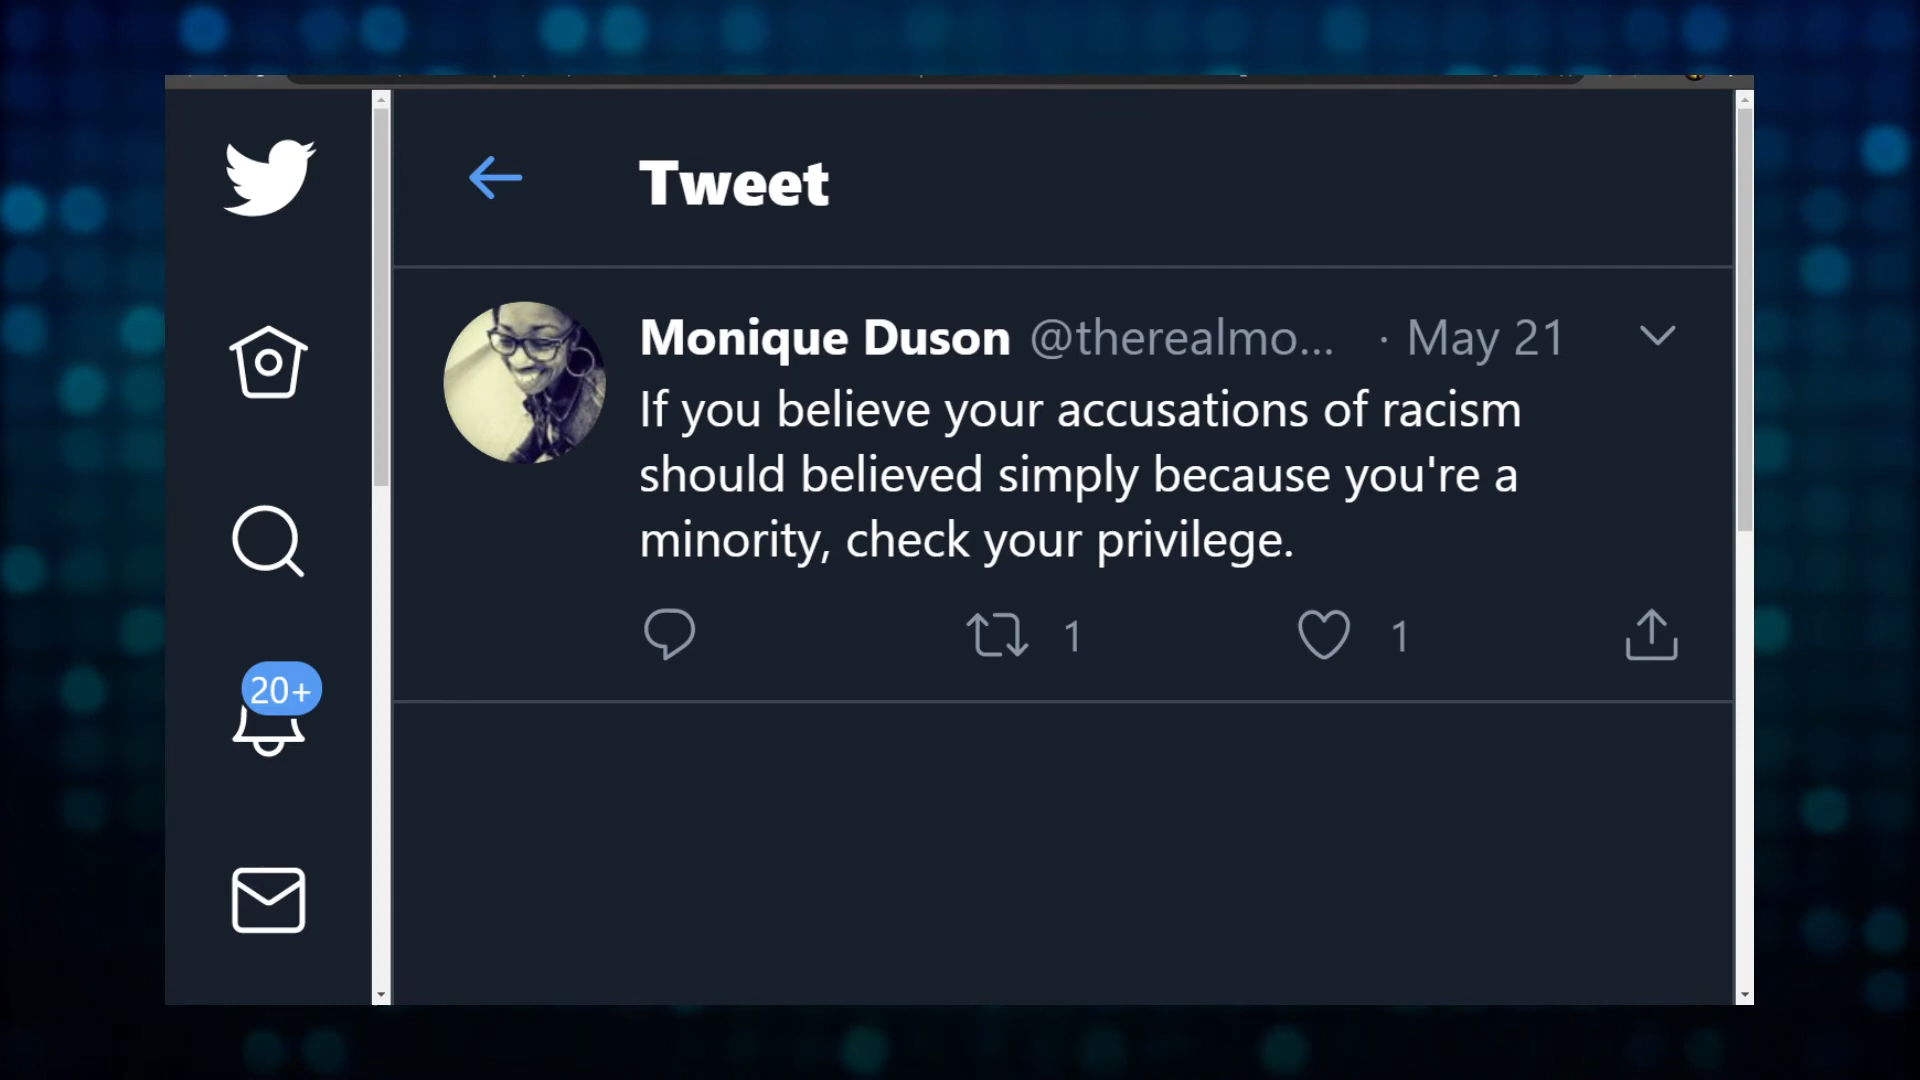 Tweet
Monique Duson @therealmo... · May 21
If you believe your accusations of racism
should believed simply because you're a
minority, check your privilege.
1 1
20+